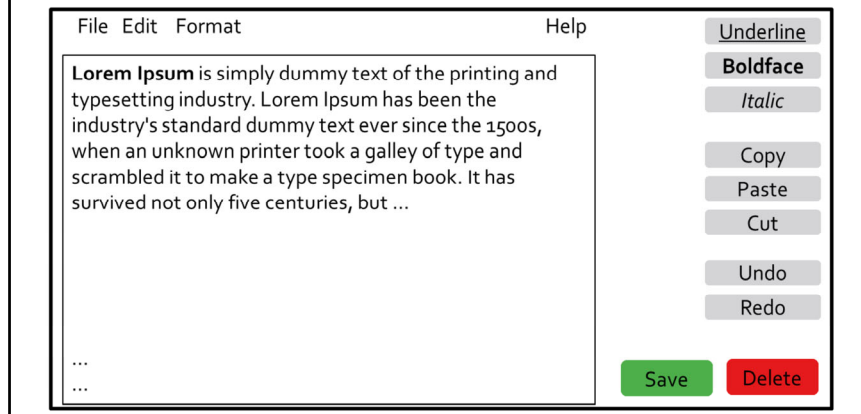 File Edit Format Help
Lorem Ipsum is simply dummy text of the printing and
typesetting industry. Lorem Ipsum has been the
industry's standard dummy text ever since the 1500s,
when an unknown printer took a galley of type and
scrambled it to make a type specimen book. It has
survived not only five centuries, but ...
...
...
Underline
Boldface
Italic
Copy
Paste
Cut
Undo
Redo
Save Delete